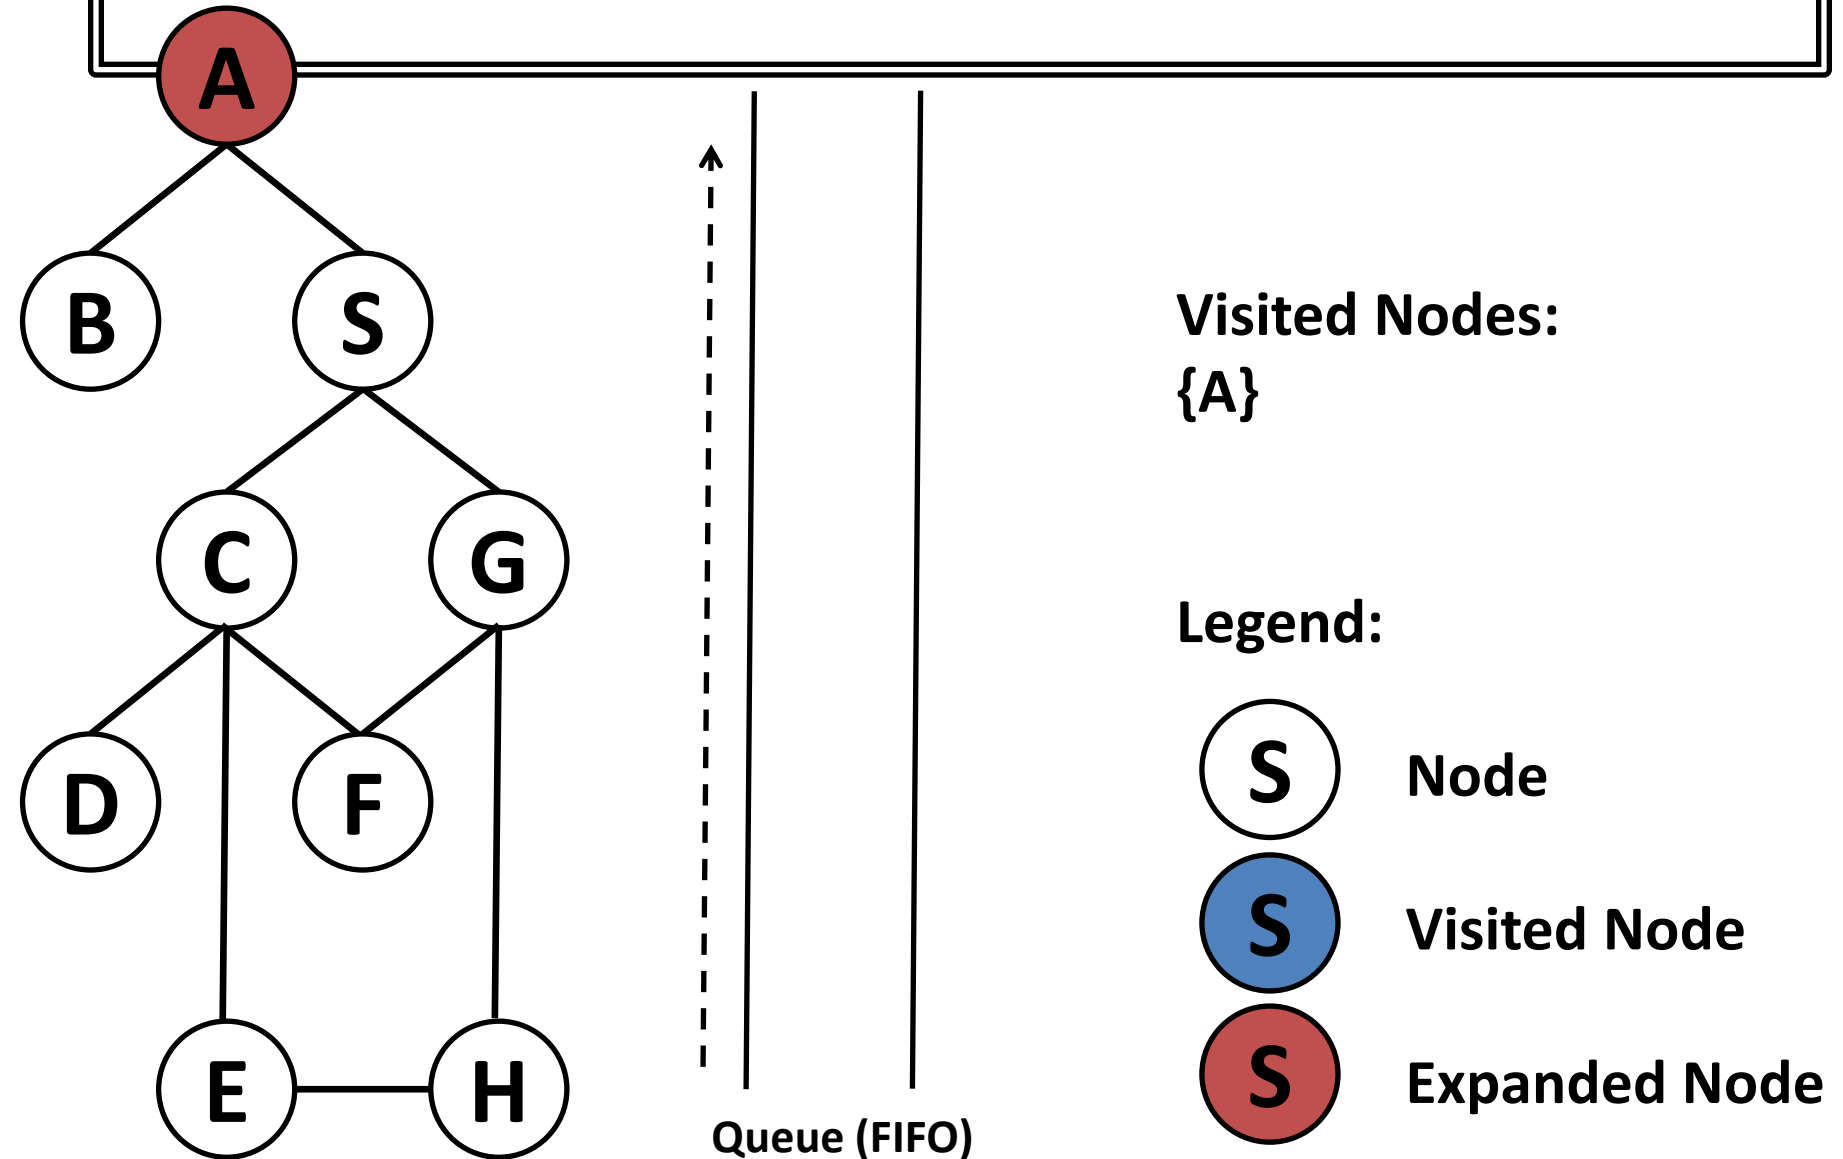 A
B
S
C
G
D
F
E
H
Queue (FIFO)
Visited Nodes:
{A}
Legend:
S Node
S Visited Node
S Expanded Node